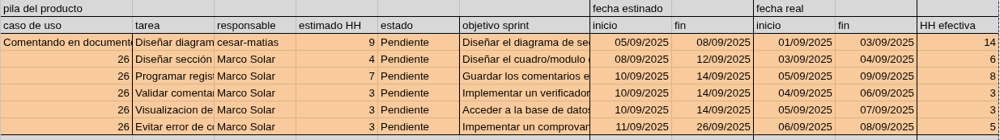 pila del producto fecha estinado fecha real
caso de uso tarea responsable estimado HH estado objetivo sprint inicio fin inicio fin HH efectiva
Comentando en document Diseñar diagram cesar-matias 9 Pendiente Diseñar el diagrama de se 05/09/2025 08/09/2025 01/09/2025 03/09/2025 14
26 Diseñar sección Marco Solar 4 Pendiente Diseñar el cuadro/modulo 08/09/2025 12/09/2025 03/09/2025 04/09/2025 6
26 Programar regist Marco Solar 7 Pendiente Guardar los comentarios e 10/09/2025 14/09/2025 05/09/2025 09/09/2025 8
26 Validar comenta Marco Solar 3 Pendiente Implementar un verificador 10/09/2025 14/09/2025 04/09/2025 06/09/2025 3
26 Visualizacion de Marco Solar 3 Pendiente Acceder a la base de datos 10/09/2025 14/09/2025 05/09/2025 07/09/2025 3
26 Evitar error de co Marco Solar 3 Pendiente Impementar un comprovan 11/09/2025 26/09/2025 06/09/2025 08/09/2025 5